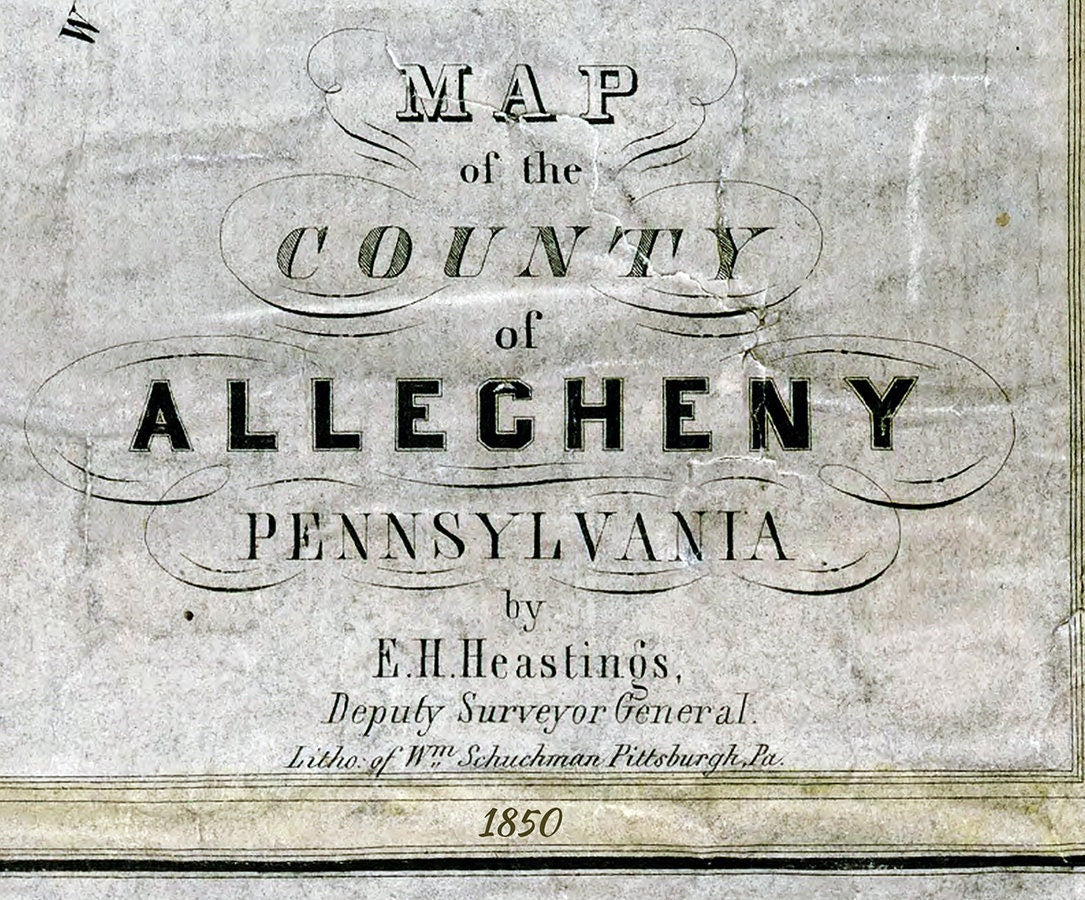 W
MAP
of the
COUNTY
of
ALLEGHENY
PENNSYLVANIA
by
E.H.Heastings,
Deputy Surveyor General.
Litho. of Wm Schuchman Pittsburgh, Pa.
1850